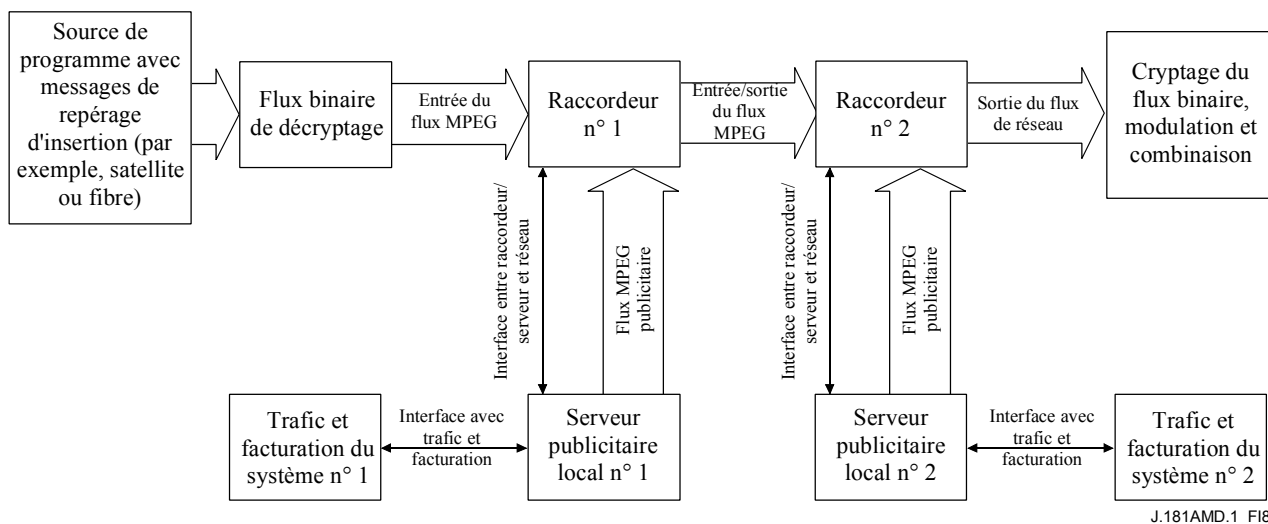 Source de
programme avec
messages de
repérage
d'insertion (par
exemple, satellite
ou fibre)
Flux binaire
de décryptage
Entrée du
flux MPEG
Raccordeur
n° 1
Entrée/sortie
du flux
MPEG
Raccordeur
n° 2
Sortie du flux
de réseau
Cryptage du
flux binaire,
modulation et
combinaison
Interface entre raccordeur/
serveur et réseau
Flux MPEG
publicitaire
Interface entre raccordeur/
serveur et réseau
Flux MPEG
publicitaire
Trafic et
facturation du
système n° 1
Interface avec
trafic et
facturation
Serveur
publicitaire
local n° 1
Serveur
publicitaire
local n° 2
Interface avec
trafic et
facturation
Trafic et
facturation du
système n° 2
J.181AMD.1_FI8